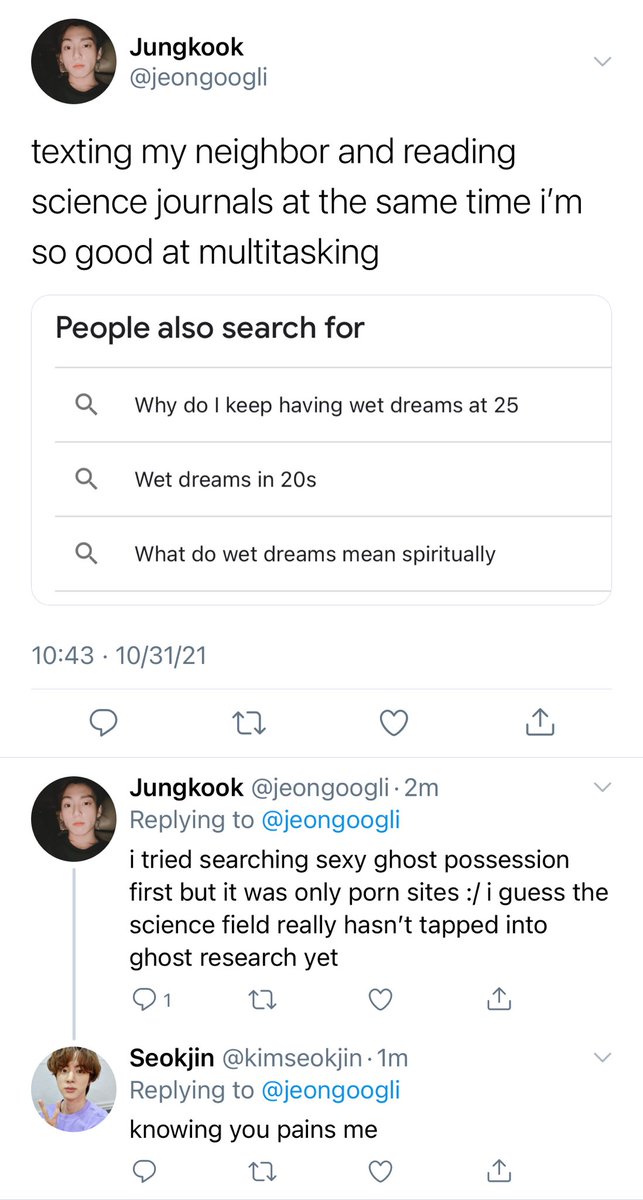 Jungkook
@jeongoogli
texting my neighbor and reading
science journals at the same time i’m
so good at multitasking
People also search for
Why do I keep having wet dreams at 25
Wet dreams in 20s
What do wet dreams mean spiritually
10:43 · 10/31/21
Jungkook @jeongoogli · 2m
Replying to @jeongoogli
i tried searching sexy ghost possession
first but it was only porn sites :/ i guess the
science field really hasn’t tapped into
ghost research yet
1
Seokjin @kimseokjin · 1m
Replying to @jeongoogli
knowing you pains me